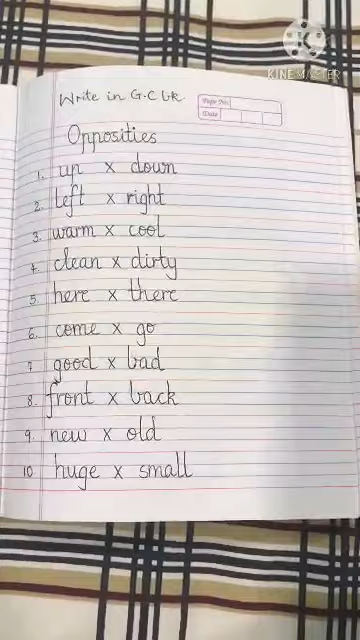 KINEMASTER
Write in G.C bk
Page No.
Date
Opposities
1. up x down
2. left x right
3. warm x cool
4. clean x dirty
5. here x there
6. come x go
7. good x bad
8. front x back
9. new x old
10. huge x small